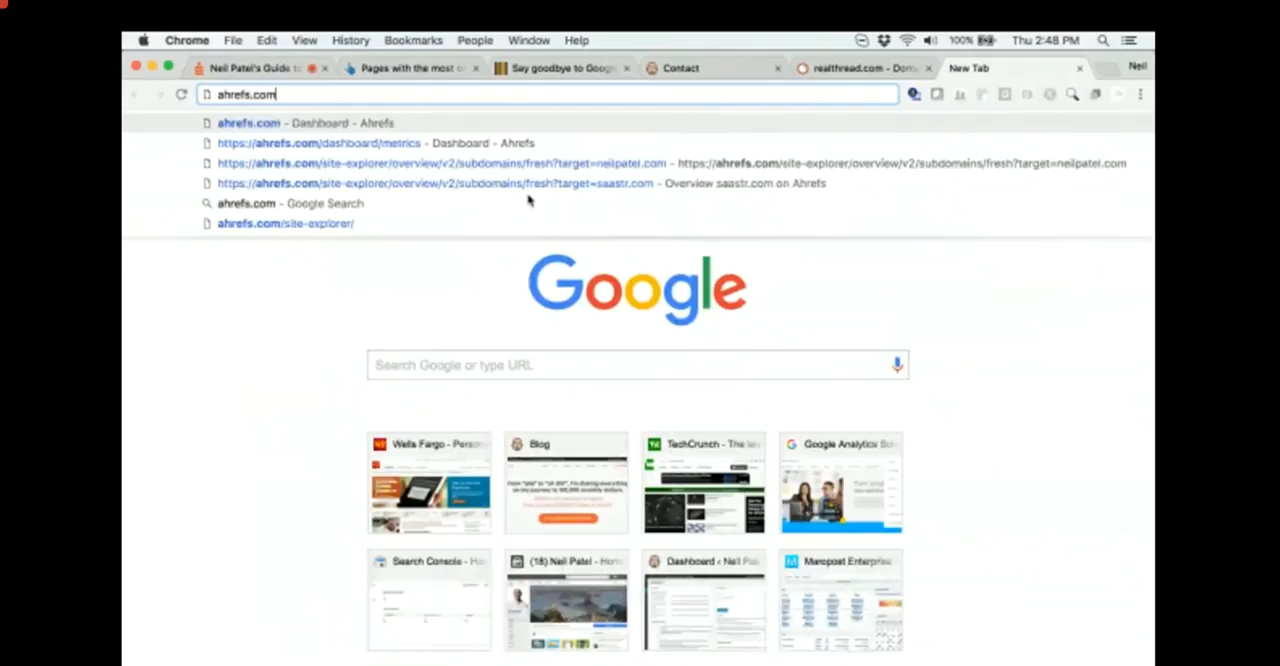 Chrome File Edit View History Bookmarks People Window Help 100% Thu 2:48 PM
Neil Patel's Guide to Pages with the most Say goodbye to Googl Contact realthread.com - Dom New Tab Neil
ahrefs.com
ahrefs.com - Dashboard - Ahrefs
https://ahrefs.com/dashboard/metrics - Dashboard - Ahrefs
https://ahrefs.com/site-explorer/overview/v2/subdomains/fresh?target=neilpatel.com - https://ahrefs.com/site-explorer/overview/v2/subdomains/fresh?target=neilpatel.com
https://ahrefs.com/site-explorer/overview/v2/subdomains/fresh?target=saastr.com - Overview saastr.com on Ahrefs
ahrefs.com - Google Search
ahrefs.com/site-explorer/
Google
Search Google or type URL
Wells Fargo - Person Blog TechCrunch - The la Google Analytics Sol
Search Console - Ho (18) Neil Patel - Hom Dashboard ‹ Neil Pat Maropost Enterprise